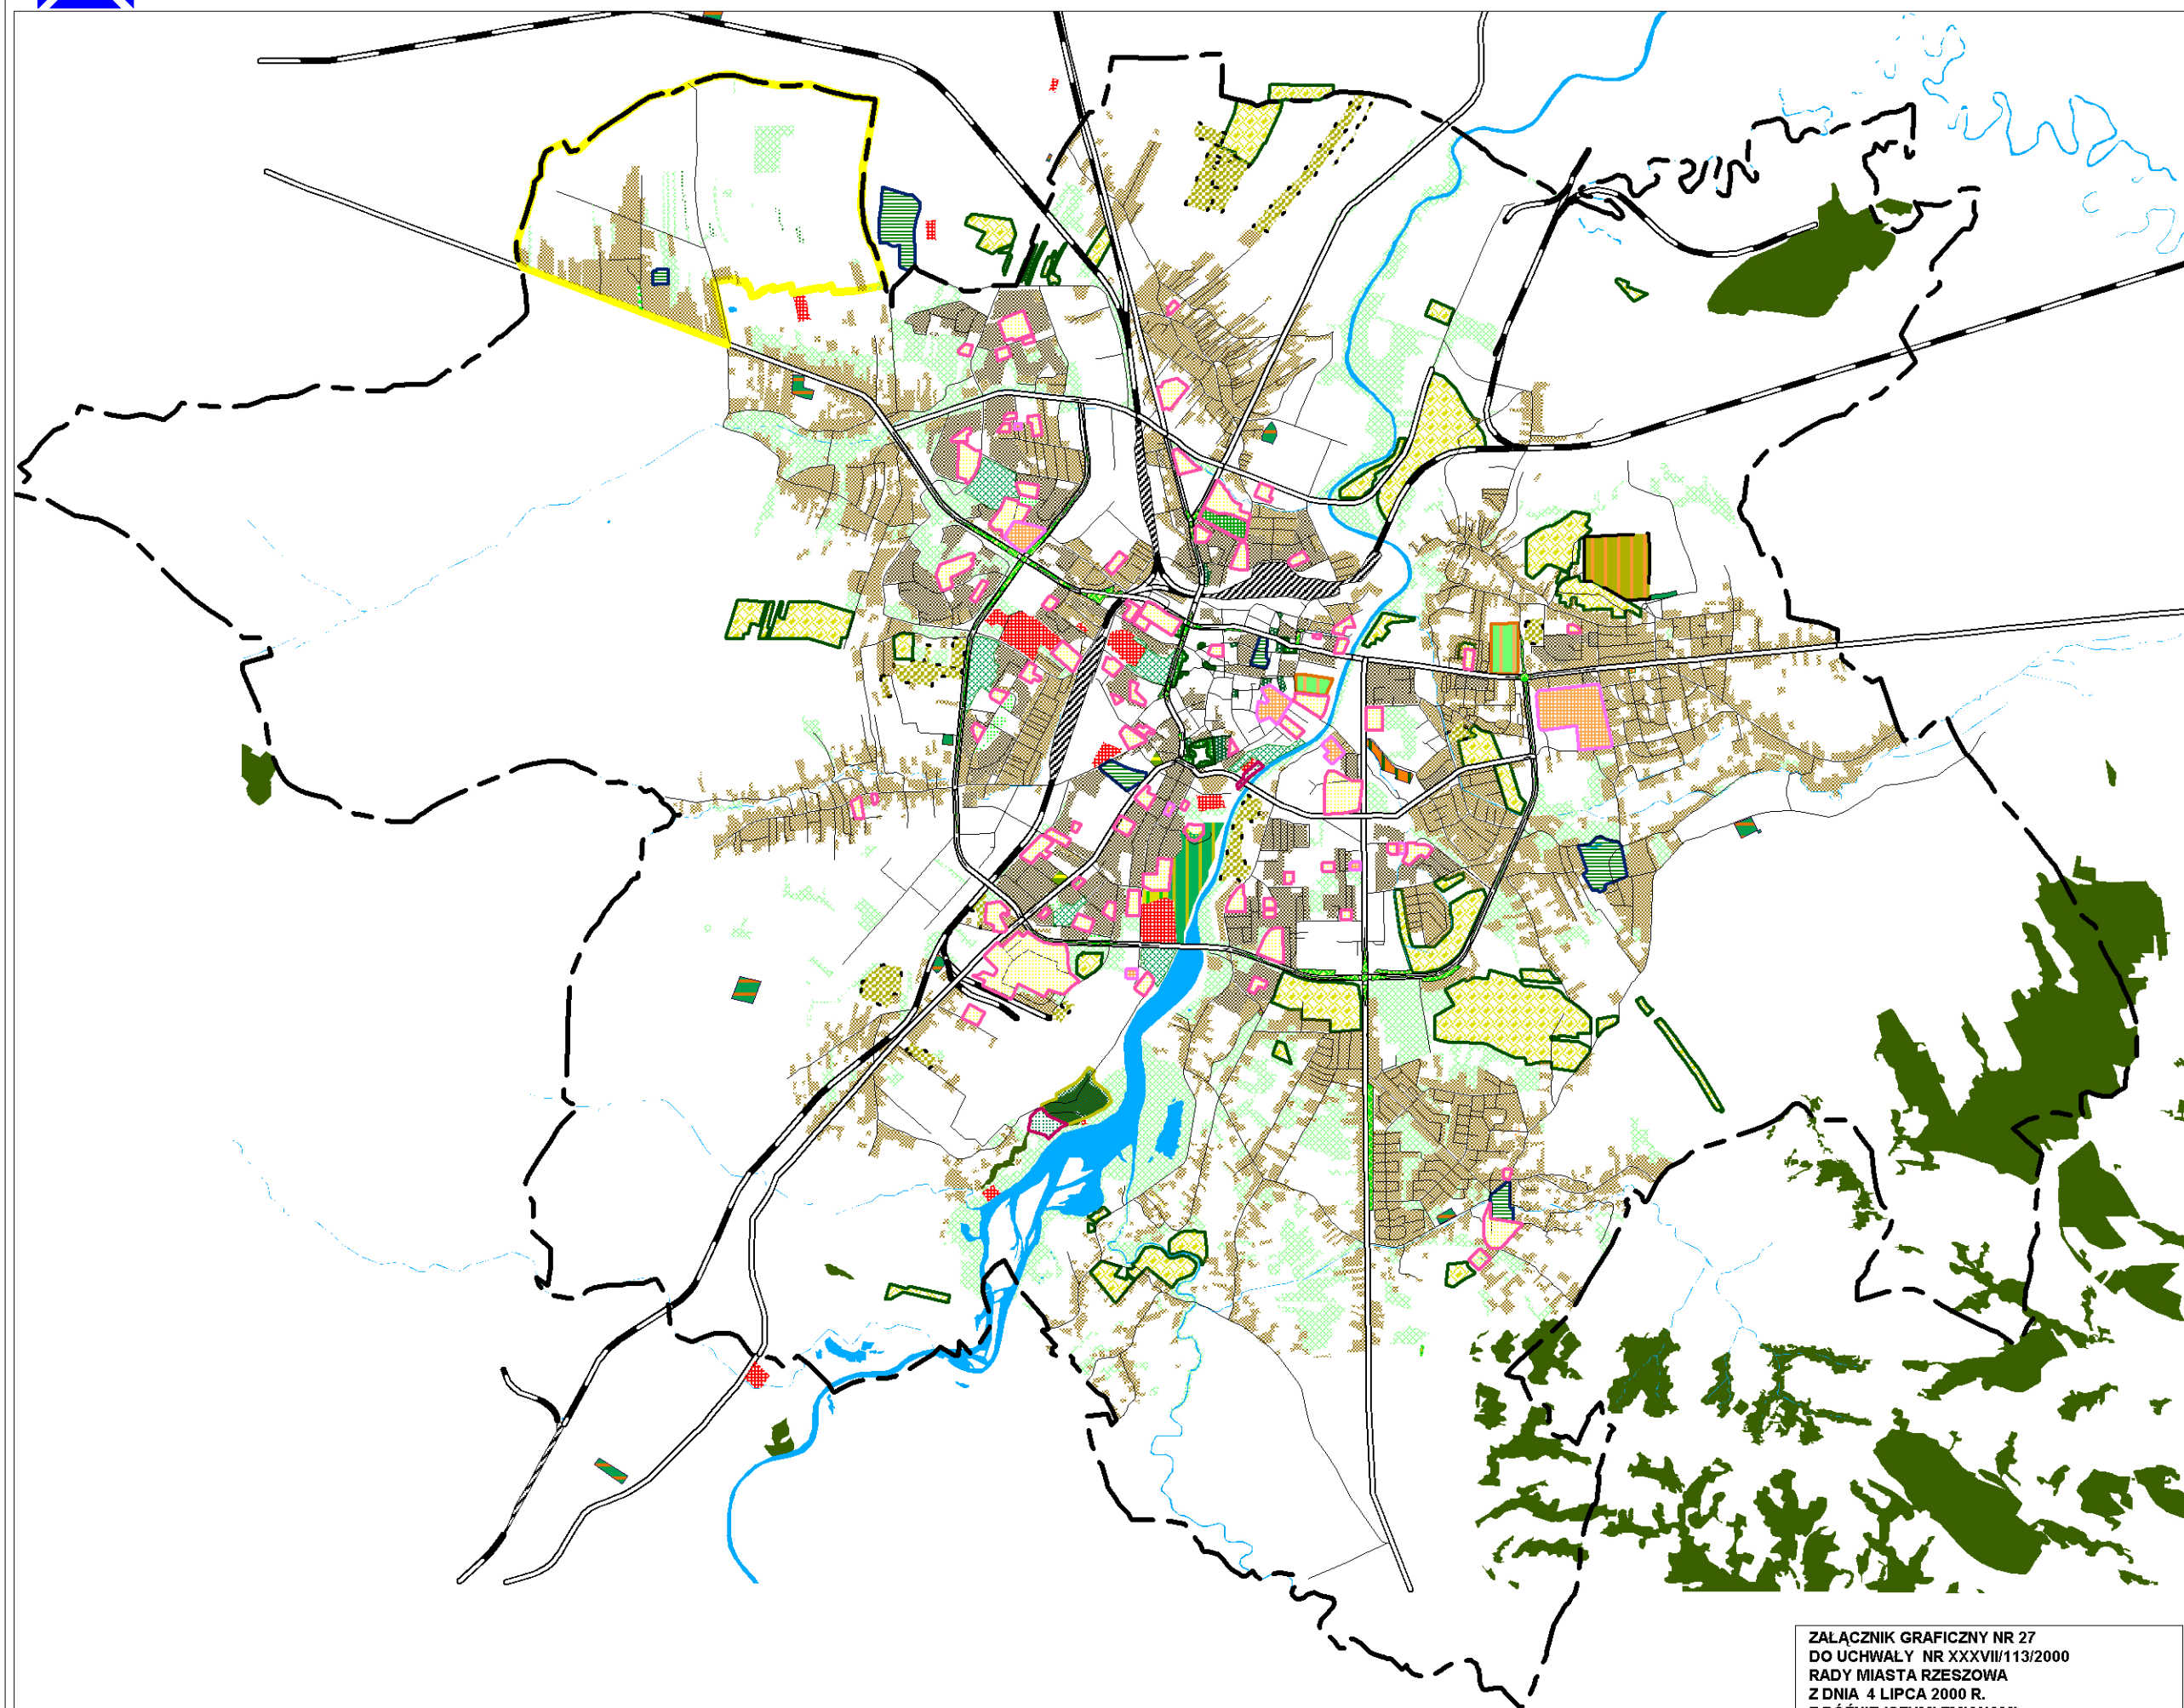 ZAŁĄCZNIK GRAFICZNY NR 27
DO UCHWAŁY NR XXXVII/113/2000
RADY MIASTA RZESZOWA
Z DNIA 4 LIPCA 2000 R.